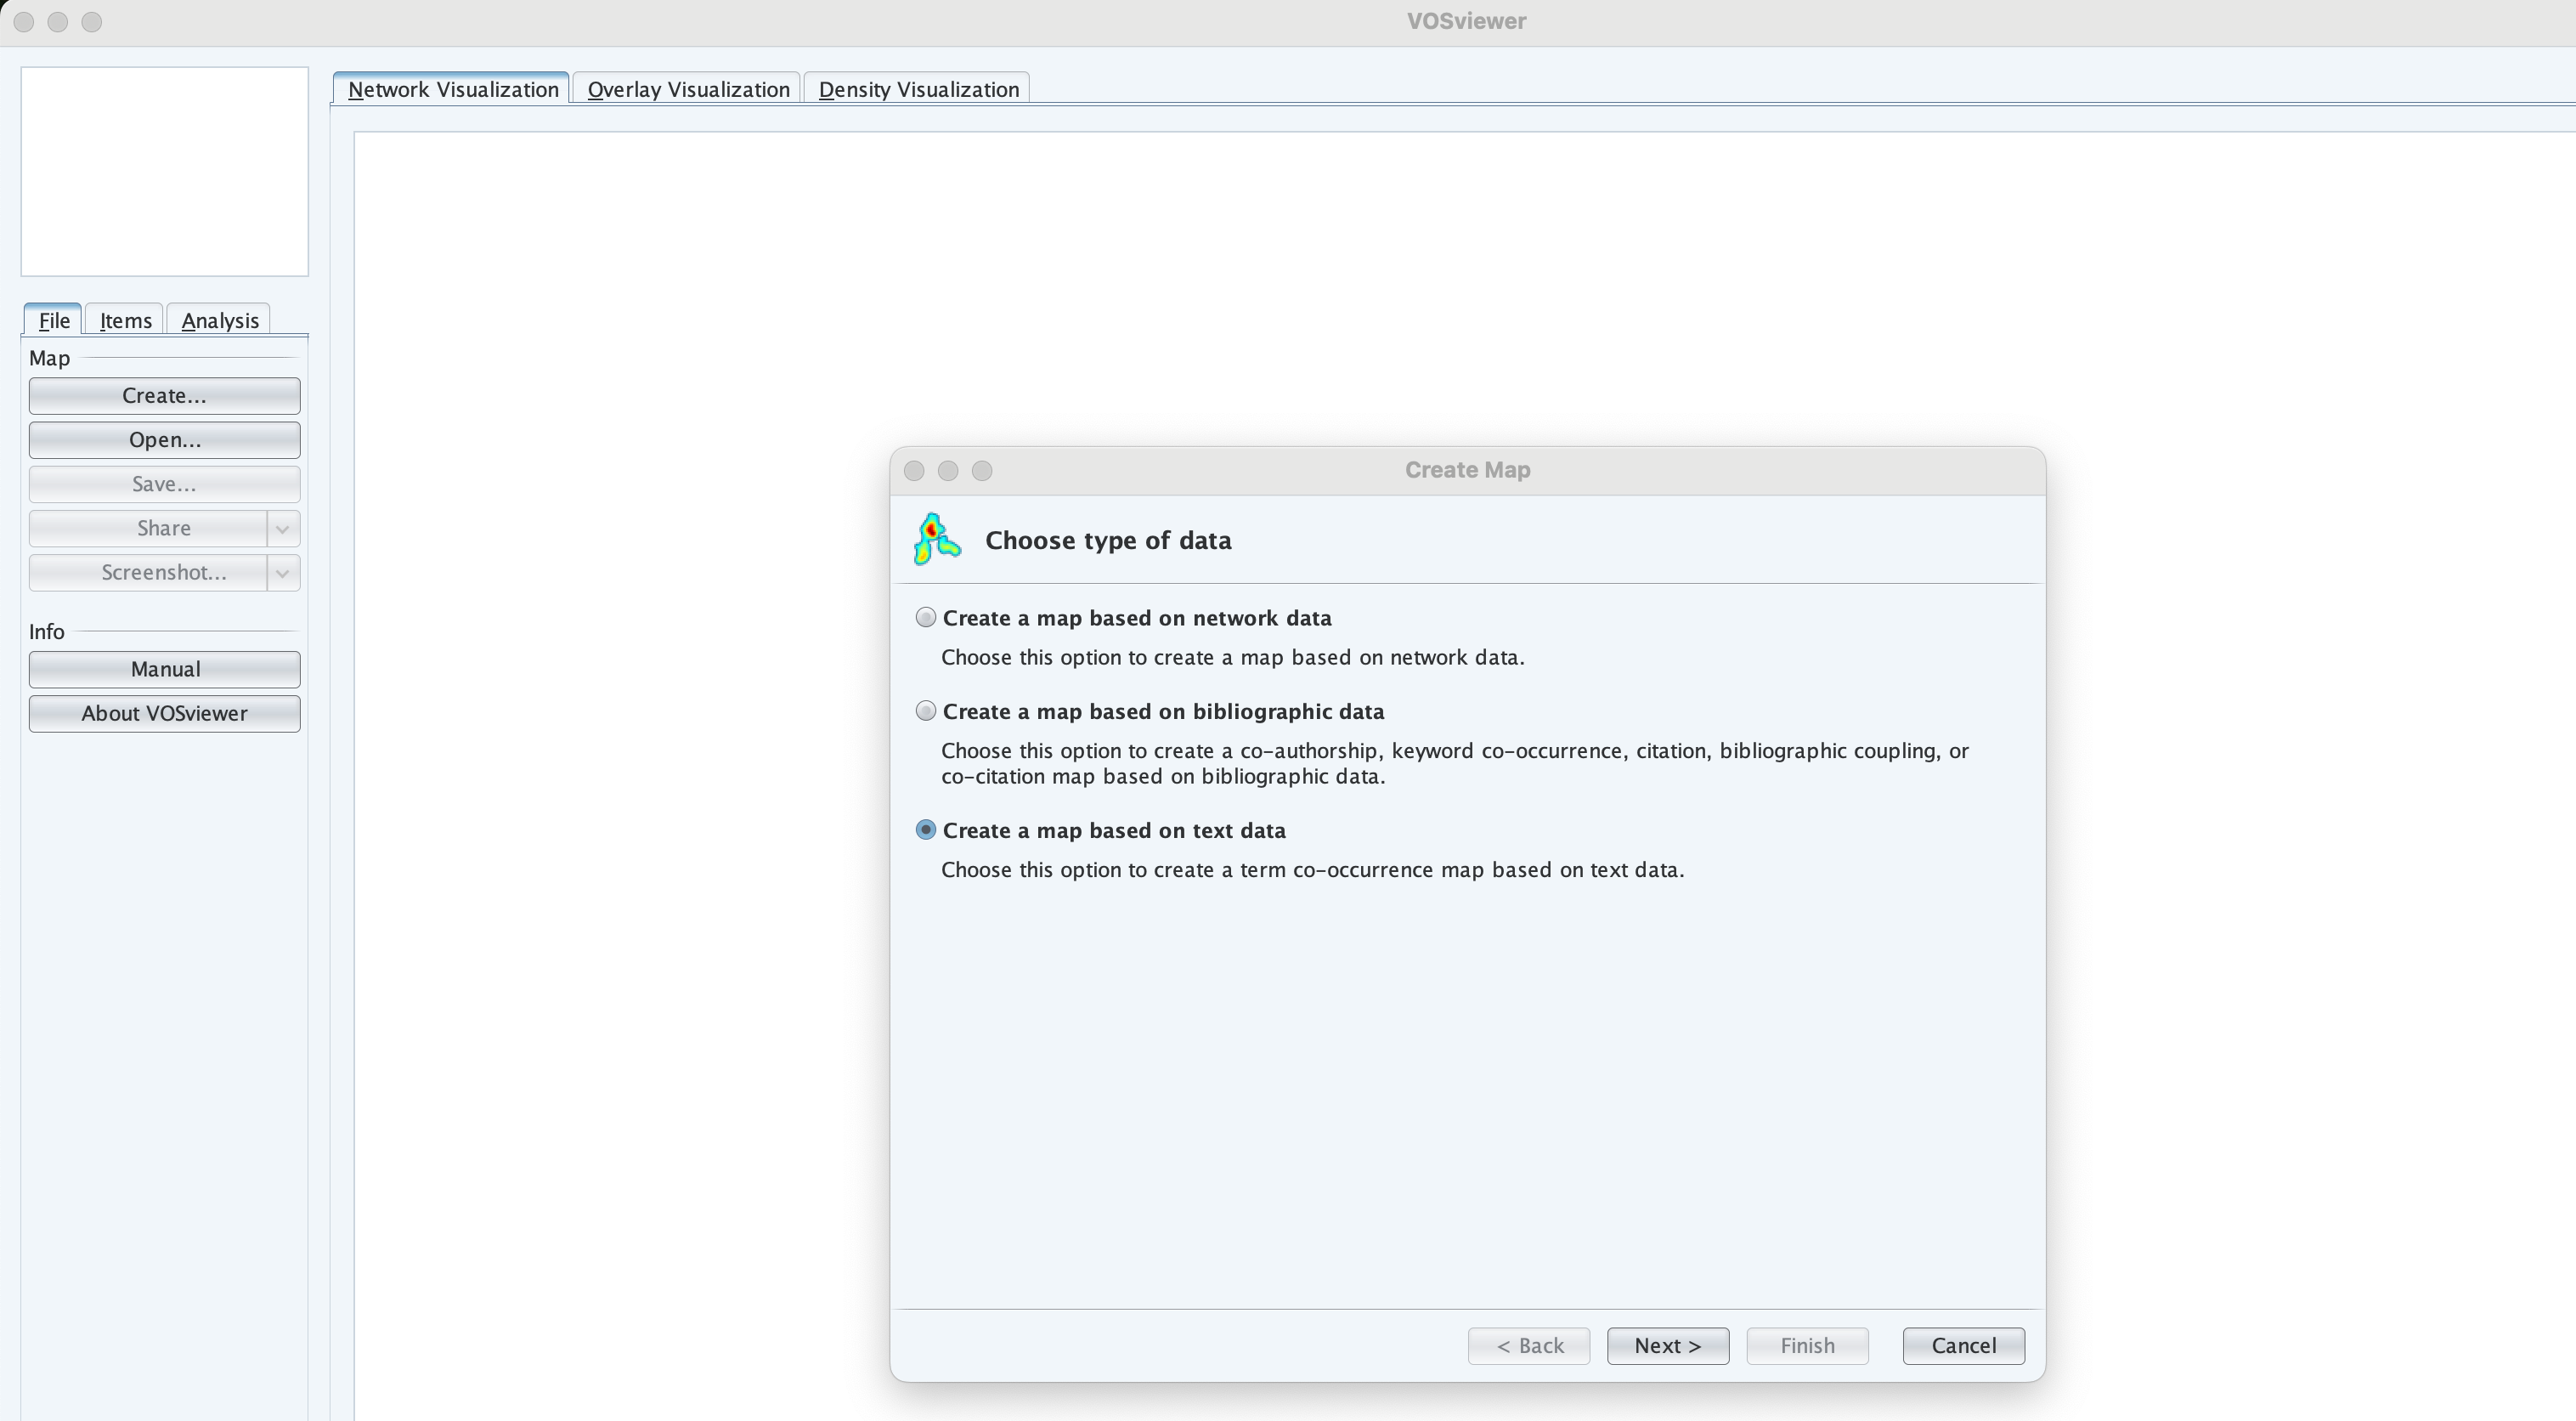 VOSviewer
Network Visualization
Overlay Visualization
Density Visualization
File
Items
Analysis
Map
Create...
Open...
Save...
Share
Screenshot...
Info
Manual
About VOSviewer
Create Map
Choose type of data
Create a map based on network data
Choose this option to create a map based on network data.
Create a map based on bibliographic data
Choose this option to create a co-authorship, keyword co-occurrence, citation, bibliographic coupling, or
co-citation map based on bibliographic data.
Create a map based on text data
Choose this option to create a term co-occurrence map based on text data.
< Back
Next >
Finish
Cancel